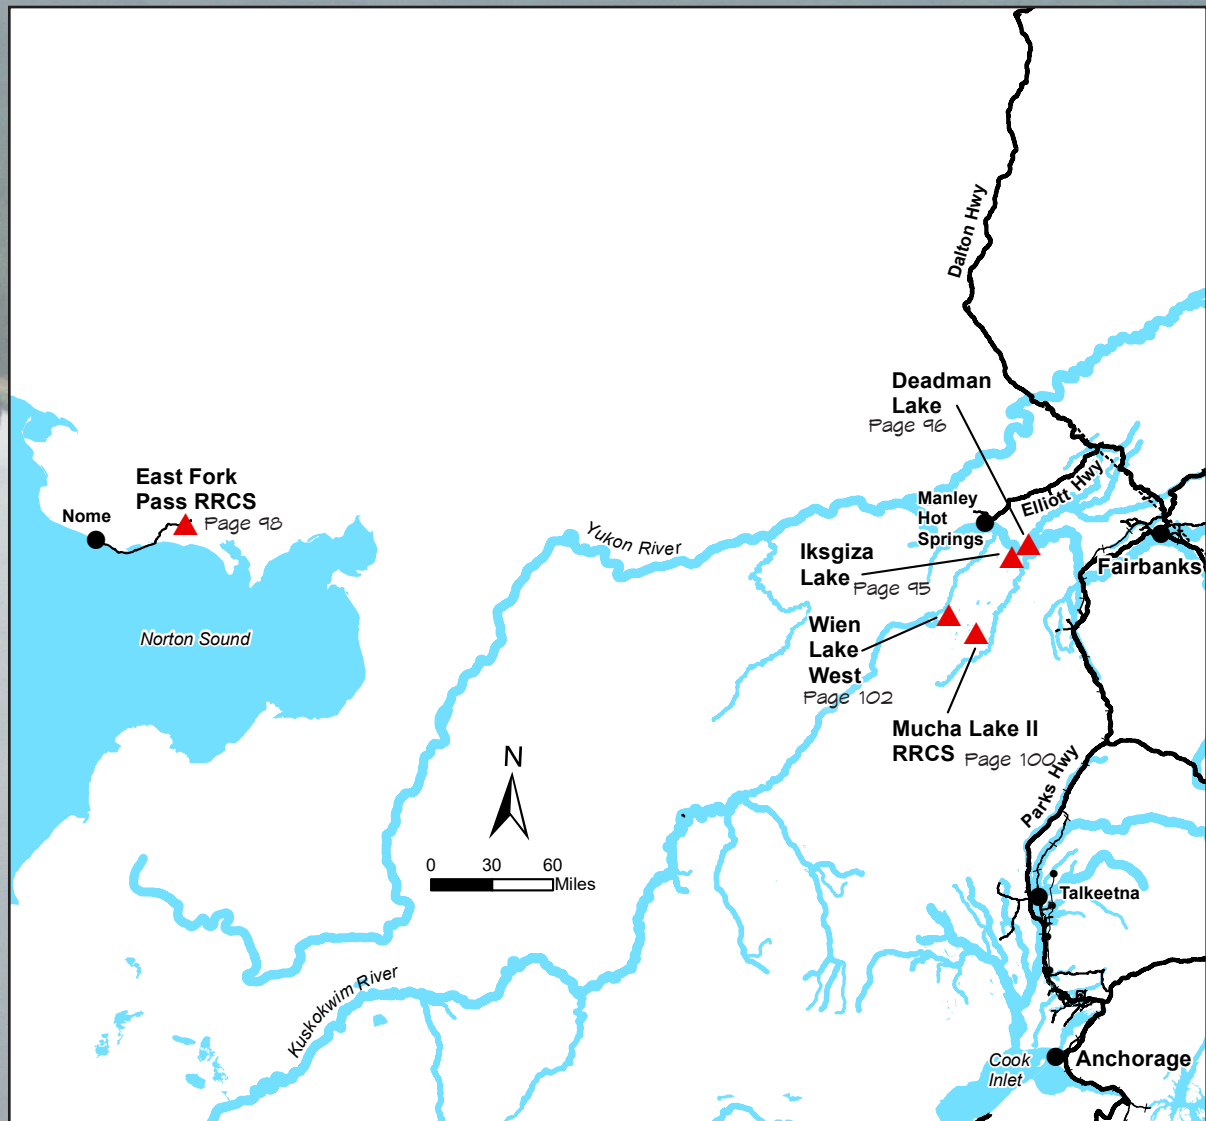 Dalton Hwy
Deadman
Lake
Page 96
East Fork
Pass RRCS
Page 98
Nome
Manley
Hot
Springs
Elliott Hwy
Yukon River
Iksgiza
Lake
Page 95
Fairbanks
Norton Sound
Wien
Lake
West
Page 102
Mucha Lake II
RRCS
Page 100
N
Parks Hwy
0 30 60
Miles
Talkeetna
Kuskokwim River
Cook
Inlet
Anchorage